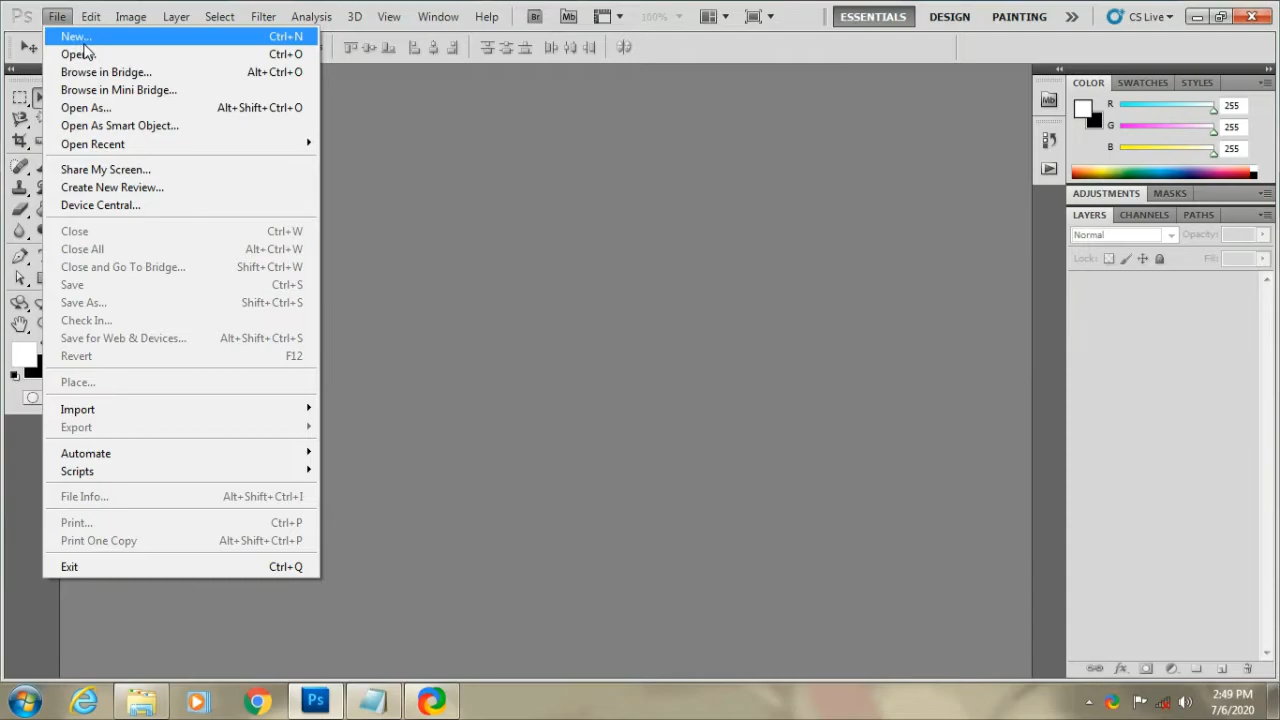 Ps File Edit Image Layer Select Filter Analysis 3D View Window Help Br Mb 100% ESSENTIALS DESIGN PAINTING CS Live
New... Ctrl+N
Open... Ctrl+O
Browse in Bridge... Alt+Ctrl+O
Browse in Mini Bridge...
Open As... Alt+Shift+Ctrl+O
Open As Smart Object...
Open Recent
Share My Screen...
Create New Review...
Device Central...
Close Ctrl+W
Close All Alt+Ctrl+W
Close and Go To Bridge... Shift+Ctrl+W
Save Ctrl+S
Save As... Shift+Ctrl+S
Check In...
Save for Web & Devices... Alt+Shift+Ctrl+S
Revert F12
Place...
Import
Export
Automate
Scripts
File Info... Alt+Shift+Ctrl+I
Print... Ctrl+P
Print One Copy Alt+Shift+Ctrl+P
Exit Ctrl+Q
Mb
COLOR SWATCHES STYLES
R 255
G 255
B 255
ADJUSTMENTS MASKS
LAYERS CHANNELS PATHS
Normal Opacity:
Lock: Fill:
Ps
2:49 PM
7/6/2020